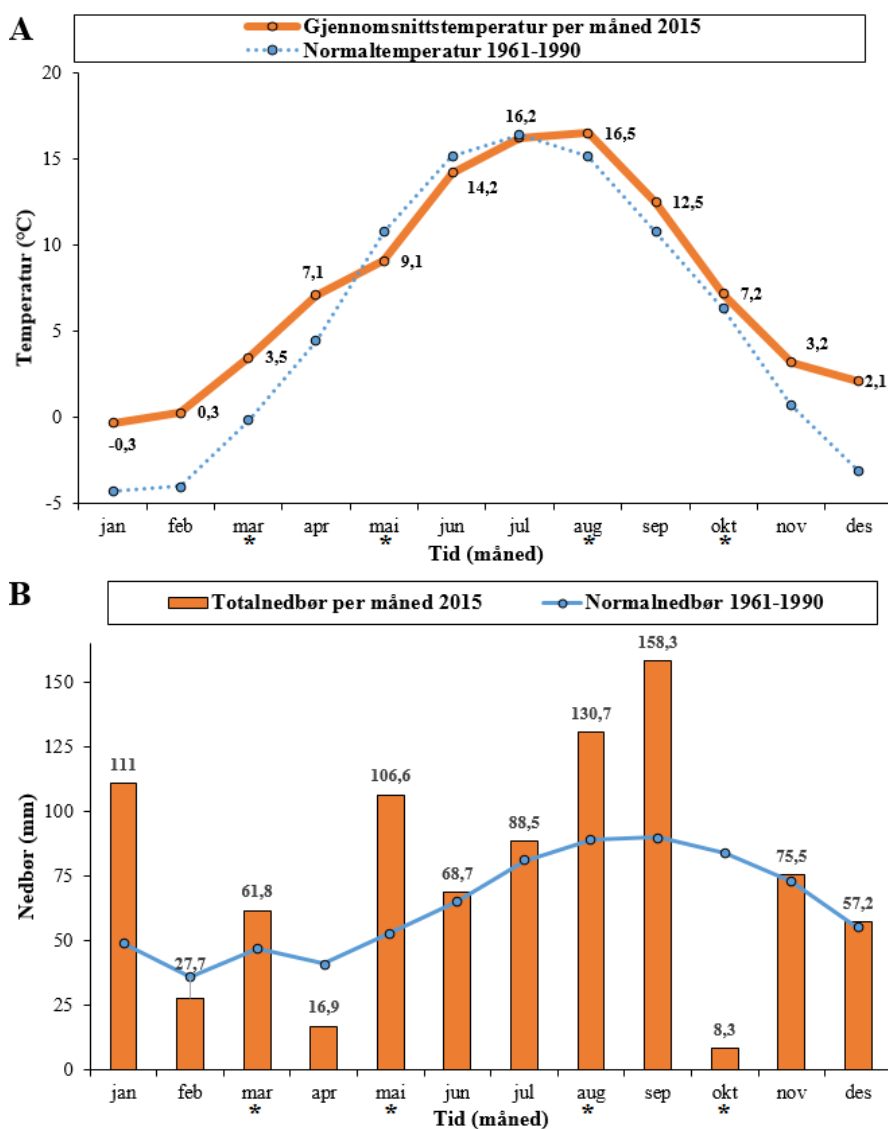 A
Gjennomsnittstemperatur per måned 2015
Normaltemperatur 1961-1990
Temperatur (°C)
20
15
10
5
0
-5
-0,3
0,3
3,5
7,1
9,1
14,2
16,2
16,5
12,5
7,2
3,2
2,1
jan feb mar apr mai jun jul aug sep okt nov des
* * * *
Tid (måned)
B
Totalnedbør per måned 2015 Normalnedbør 1961-1990
Nedbør (mm)
150
125
100
75
50
25
0
111
27,7
61,8
16,9
106,6
68,7
88,5
130,7
158,3
8,3
75,5
57,2
jan feb mar apr mai jun jul aug sep okt nov des
* * * *
Tid (måned)